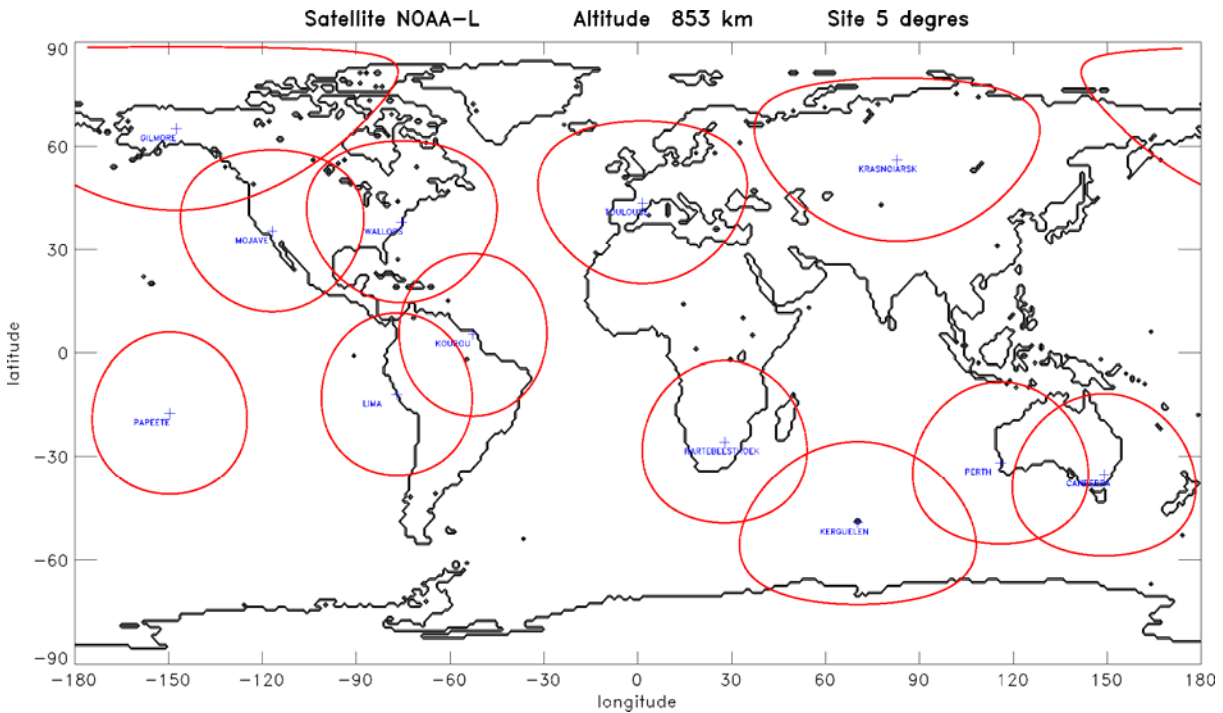 Satellite NOAA-L Altitude 853 km Site 5 degres
90
60
30
0
-30
-60
-90
latitude
GILMORE
KRASNOIARSK
TOULOUSE
WALLOPS
MOJAVE
KOUROU
LIMA
PAPEETE
HARTEBEESTHOEK
PERTH
CANBERRA
KERGUELEN
-180 -150 -120 -90 -60 -30 0 30 60 90 120 150 180
longitude